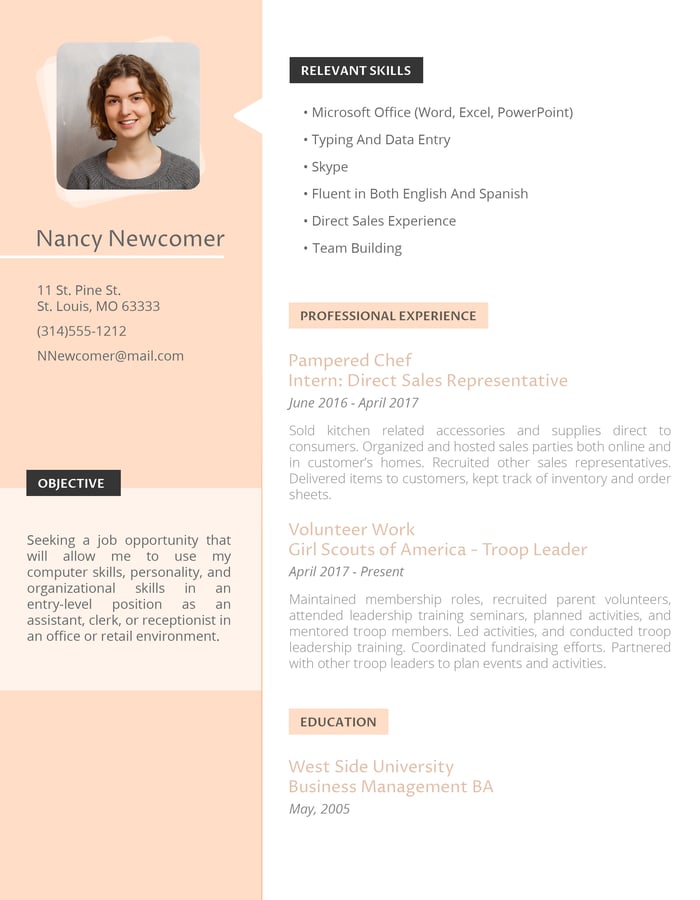 Nancy Newcomer
11 St. Pine St.
St. Louis, MO 63333
(314)555-1212
NNewcomer@mail.com
OBJECTIVE
Seeking a job opportunity that
will allow me to use my
computer skills, personality, and
organizational skills in an
entry-level position as an
assistant, clerk, or receptionist in
an office or retail environment.
RELEVANT SKILLS
• Microsoft Office (Word, Excel, PowerPoint)
• Typing And Data Entry
• Skype
• Fluent in Both English And Spanish
• Direct Sales Experience
• Team Building
PROFESSIONAL EXPERIENCE
Pampered Chef
Intern: Direct Sales Representative
June 2016 - April 2017
Sold kitchen related accessories and supplies direct to
consumers. Organized and hosted sales parties both online and
in customer's homes. Recruited other sales representatives.
Delivered items to customers, kept track of inventory and order
sheets.
Volunteer Work
Girl Scouts of America - Troop Leader
April 2017 - Present
Maintained membership roles, recruited parent volunteers,
attended leadership training seminars, planned activities, and
mentored troop members. Led activities, and conducted troop
leadership training. Coordinated fundraising efforts. Partnered
with other troop leaders to plan events and activities.
EDUCATION
West Side University
Business Management BA
May, 2005